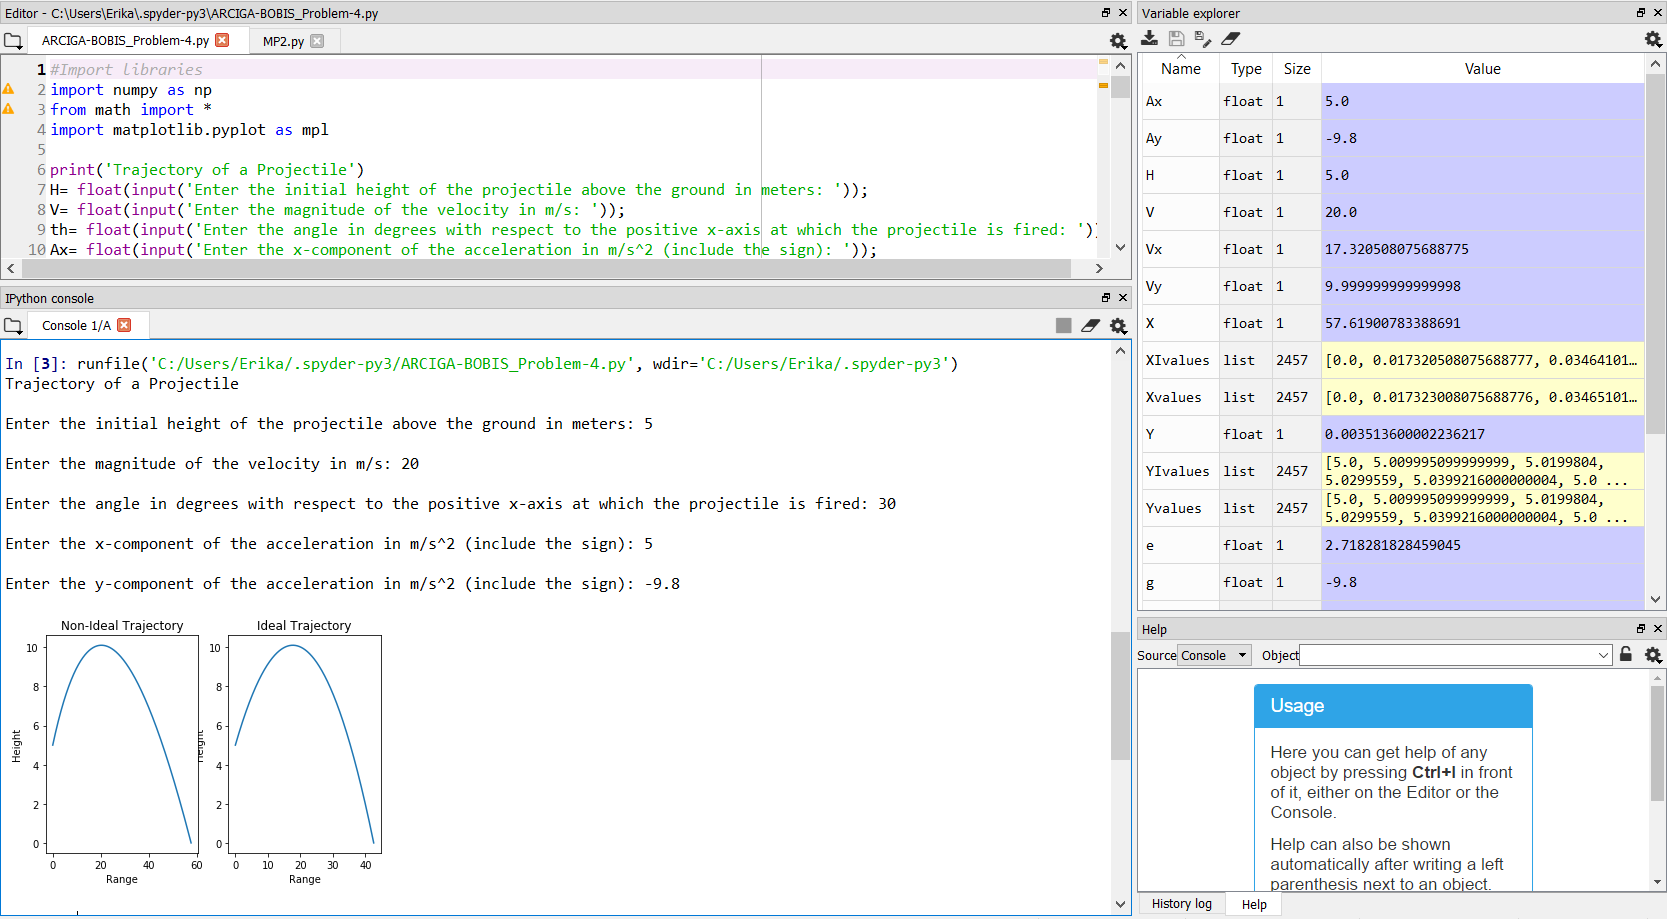 Editor - C:\Users\Erika\.spyder-py3\ARCIGA-BOBIS_Problem-4.py
ARCIGA-BOBIS_Problem-4.py
MP2.py
1 #Import libraries
2 import numpy as np
3 from math import *
4 import matplotlib.pyplot as mpl
5
6 print('Trajectory of a Projectile')
7 H= float(input('Enter the initial height of the projectile above the ground in meters: '));
8 V= float(input('Enter the magnitude of the velocity in m/s: '));
9 th= float(input('Enter the angle in degrees with respect to the positive x-axis at which the projectile is fired: ')
10 Ax= float(input('Enter the x-component of the acceleration in m/s^2 (include the sign): '));
IPython console
Console 1/A
In [3]: runfile('C:/Users/Erika/.spyder-py3/ARCIGA-BOBIS_Problem-4.py', wdir='C:/Users/Erika/.spyder-py3')
Trajectory of a Projectile
Enter the initial height of the projectile above the ground in meters: 5
Enter the magnitude of the velocity in m/s: 20
Enter the angle in degrees with respect to the positive x-axis at which the projectile is fired: 30
Enter the x-component of the acceleration in m/s^2 (include the sign): 5
Enter the y-component of the acceleration in m/s^2 (include the sign): -9.8
Non-Ideal Trajectory
10
8
6
4
2
0
Height
0 20 40 60
Range
Ideal Trajectory
10
8
6
4
2
0
Height
0 10 20 30 40
Range
Variable explorer
Name Type Size Value
Ax float 1 5.0
Ay float 1 -9.8
H float 1 5.0
V float 1 20.0
Vx float 1 17.320508075688775
Vy float 1 9.999999999999998
X float 1 57.61900783388691
XIvalues list 2457 [0.0, 0.017320508075688777, 0.03464101…
Xvalues list 2457 [0.0, 0.017323008075688776, 0.03465101…
Y float 1 0.003513600002236217
YIvalues list 2457 [5.0, 5.009995099999999, 5.0199804,
5.0299559, 5.0399216000000004, 5.0 ...
Yvalues list 2457 [5.0, 5.009995099999999, 5.0199804,
5.0299559, 5.0399216000000004, 5.0 ...
e float 1 2.718281828459045
g float 1 -9.8
Help
Source Console Object
Usage
Here you can get help of any
object by pressing Ctrl+I in front
of it, either on the Editor or the
Console.
Help can also be shown
automatically after writing a left
parenthesis next to an object.
History log Help